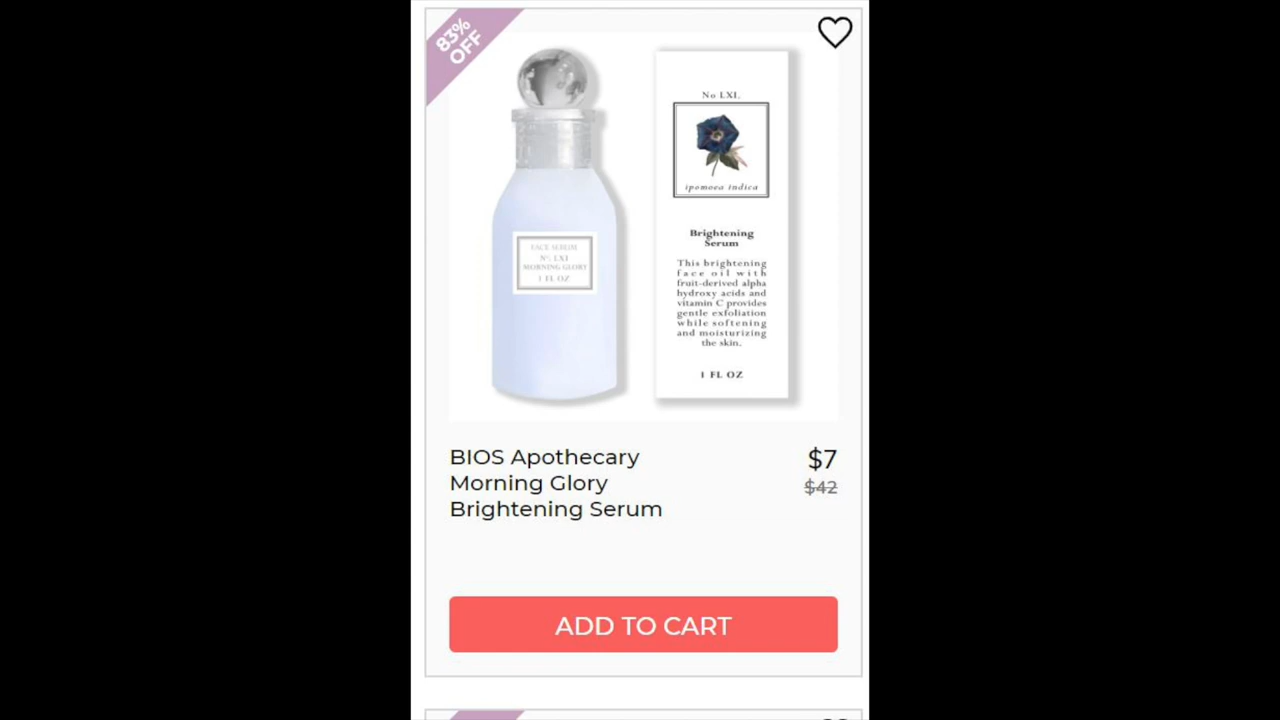 83%
OFF
No LXI.
ipomoea indica
Brightening
Serum
This brightening
face oil with
fruit-derived alpha
hydroxy acids and
vitamin C provides
gentle exfoliation
while softening
and moisturizing
the skin.
1 FL OZ
FACE SERUM
Nº. LXI
MORNING GLORY
1 FL OZ
BIOS Apothecary
Morning Glory
Brightening Serum
$7
$42
ADD TO CART